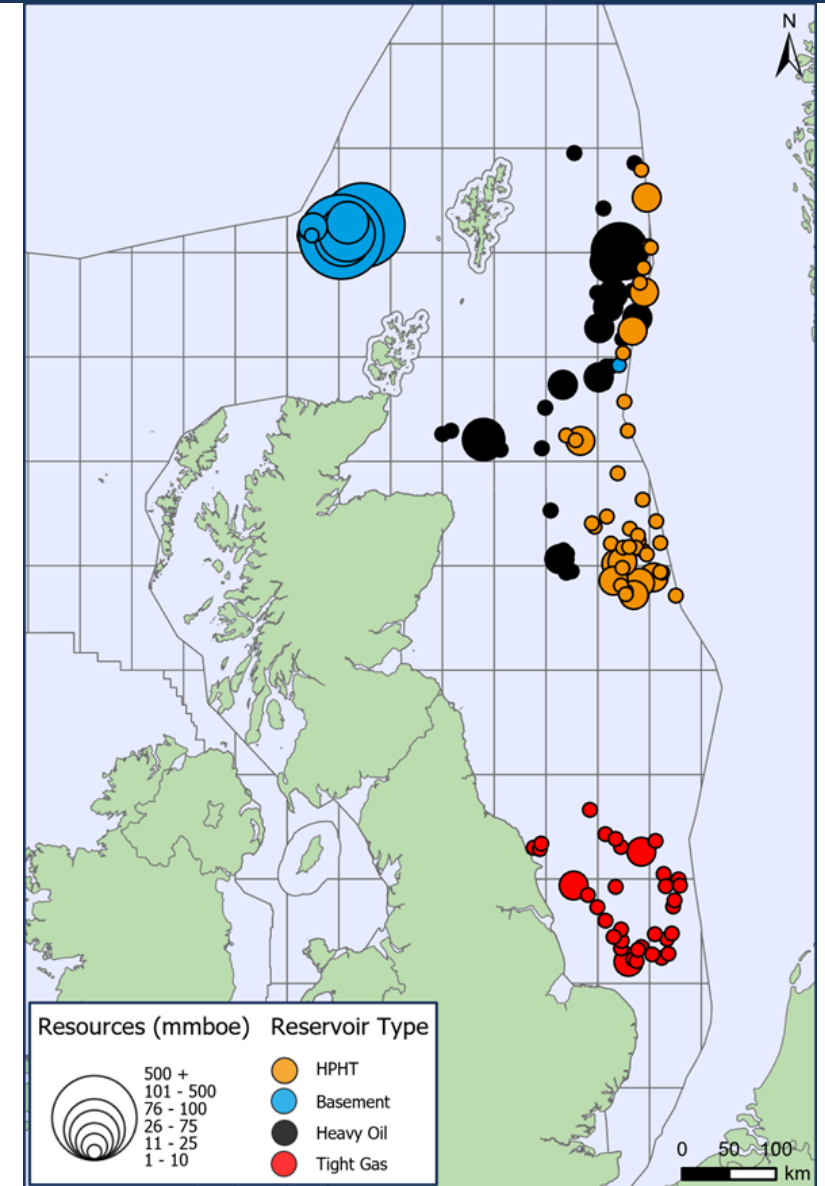 N
Resources (mmboe)
500 +
101 - 500
76 - 100
26 - 75
11 - 25
1 - 10
Reservoir Type
HPHT
Basement
Heavy Oil
Tight Gas
0 50 100
km